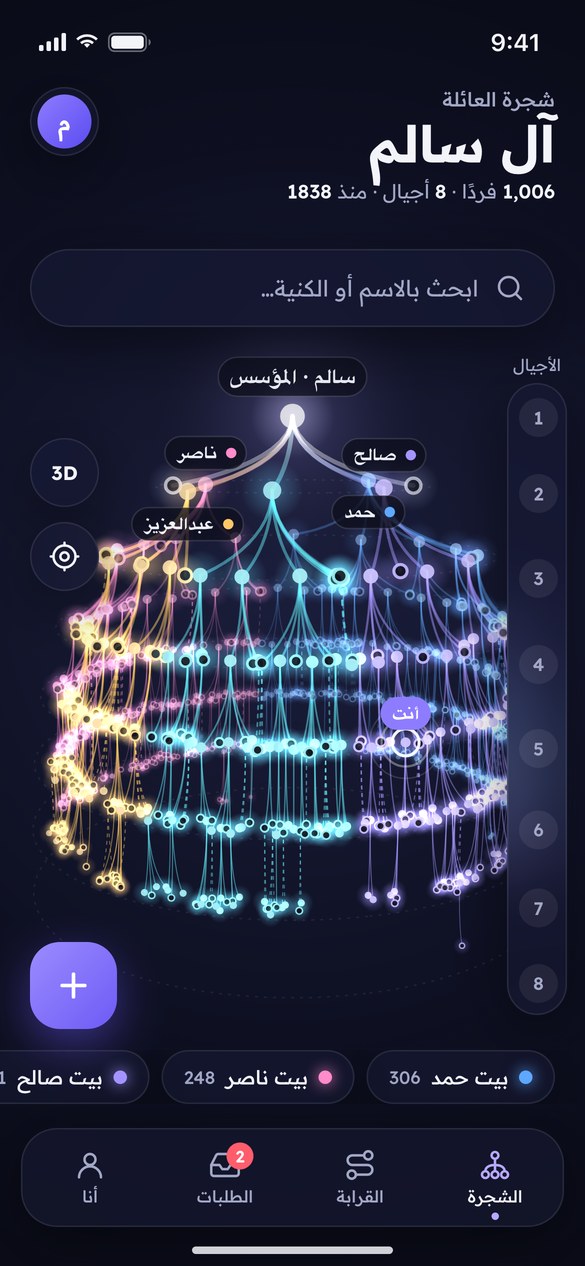 9:41
شجرة العائلة
آل سالم
م
1,006 فردًا · 8 أجيال · منذ 1838
ابحث بالاسم أو الكنية...
الأجيال
سالم · المؤسس
صالح
ناصر
حمد
عبدالعزيز
3D
أنت
1
2
3
4
5
6
7
8
بيت حمد 306
بيت ناصر 248
بيت صالح
الشجرة
القرابة
الطلبات 2
أنا